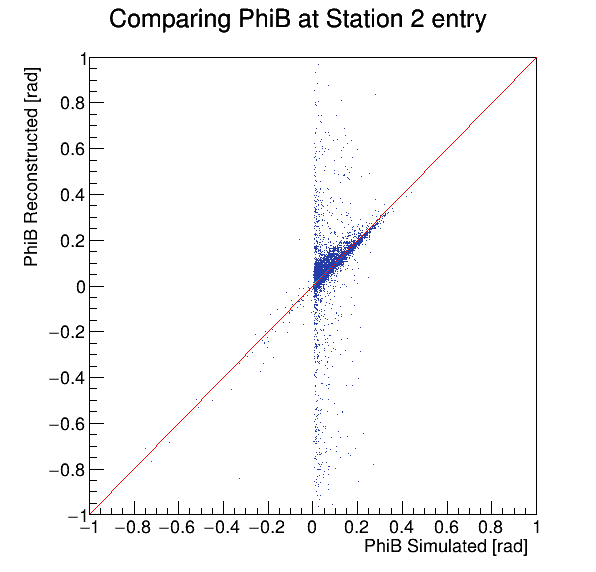 Comparing PhiB at Station 2 entry
PhiB Reconstructed [rad]
1
0.8
0.6
0.4
0.2
0
−0.2
−0.4
−0.6
−0.8
−1
−1 −0.8 −0.6 −0.4 −0.2 0 0.2 0.4 0.6 0.8 1
PhiB Simulated [rad]